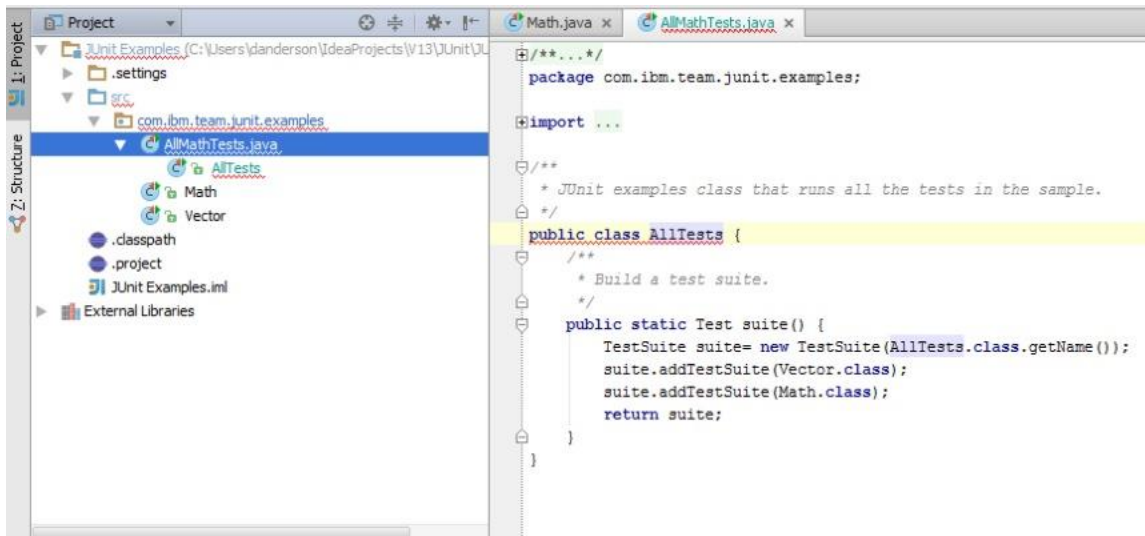 Project
Math.java
AllMathTests.java
1: Project
Z: Structure
JUnit Examples (C:\Users\danderson\IdeaProjects\V13\JUnit\JU
.settings
src
com.ibm.team.junit.examples
AllMathTests.java
AllTests
Math
Vector
.classpath
.project
JUnit Examples.iml
External Libraries
/**...*/
package com.ibm.team.junit.examples;
import ...
/**
* JUnit examples class that runs all the tests in the sample.
*/
public class AllTests {
/**
* Build a test suite.
*/
public static Test suite() {
TestSuite suite= new TestSuite(AllTests.class.getName());
suite.addTestSuite(Vector.class);
suite.addTestSuite(Math.class);
return suite;
}
}